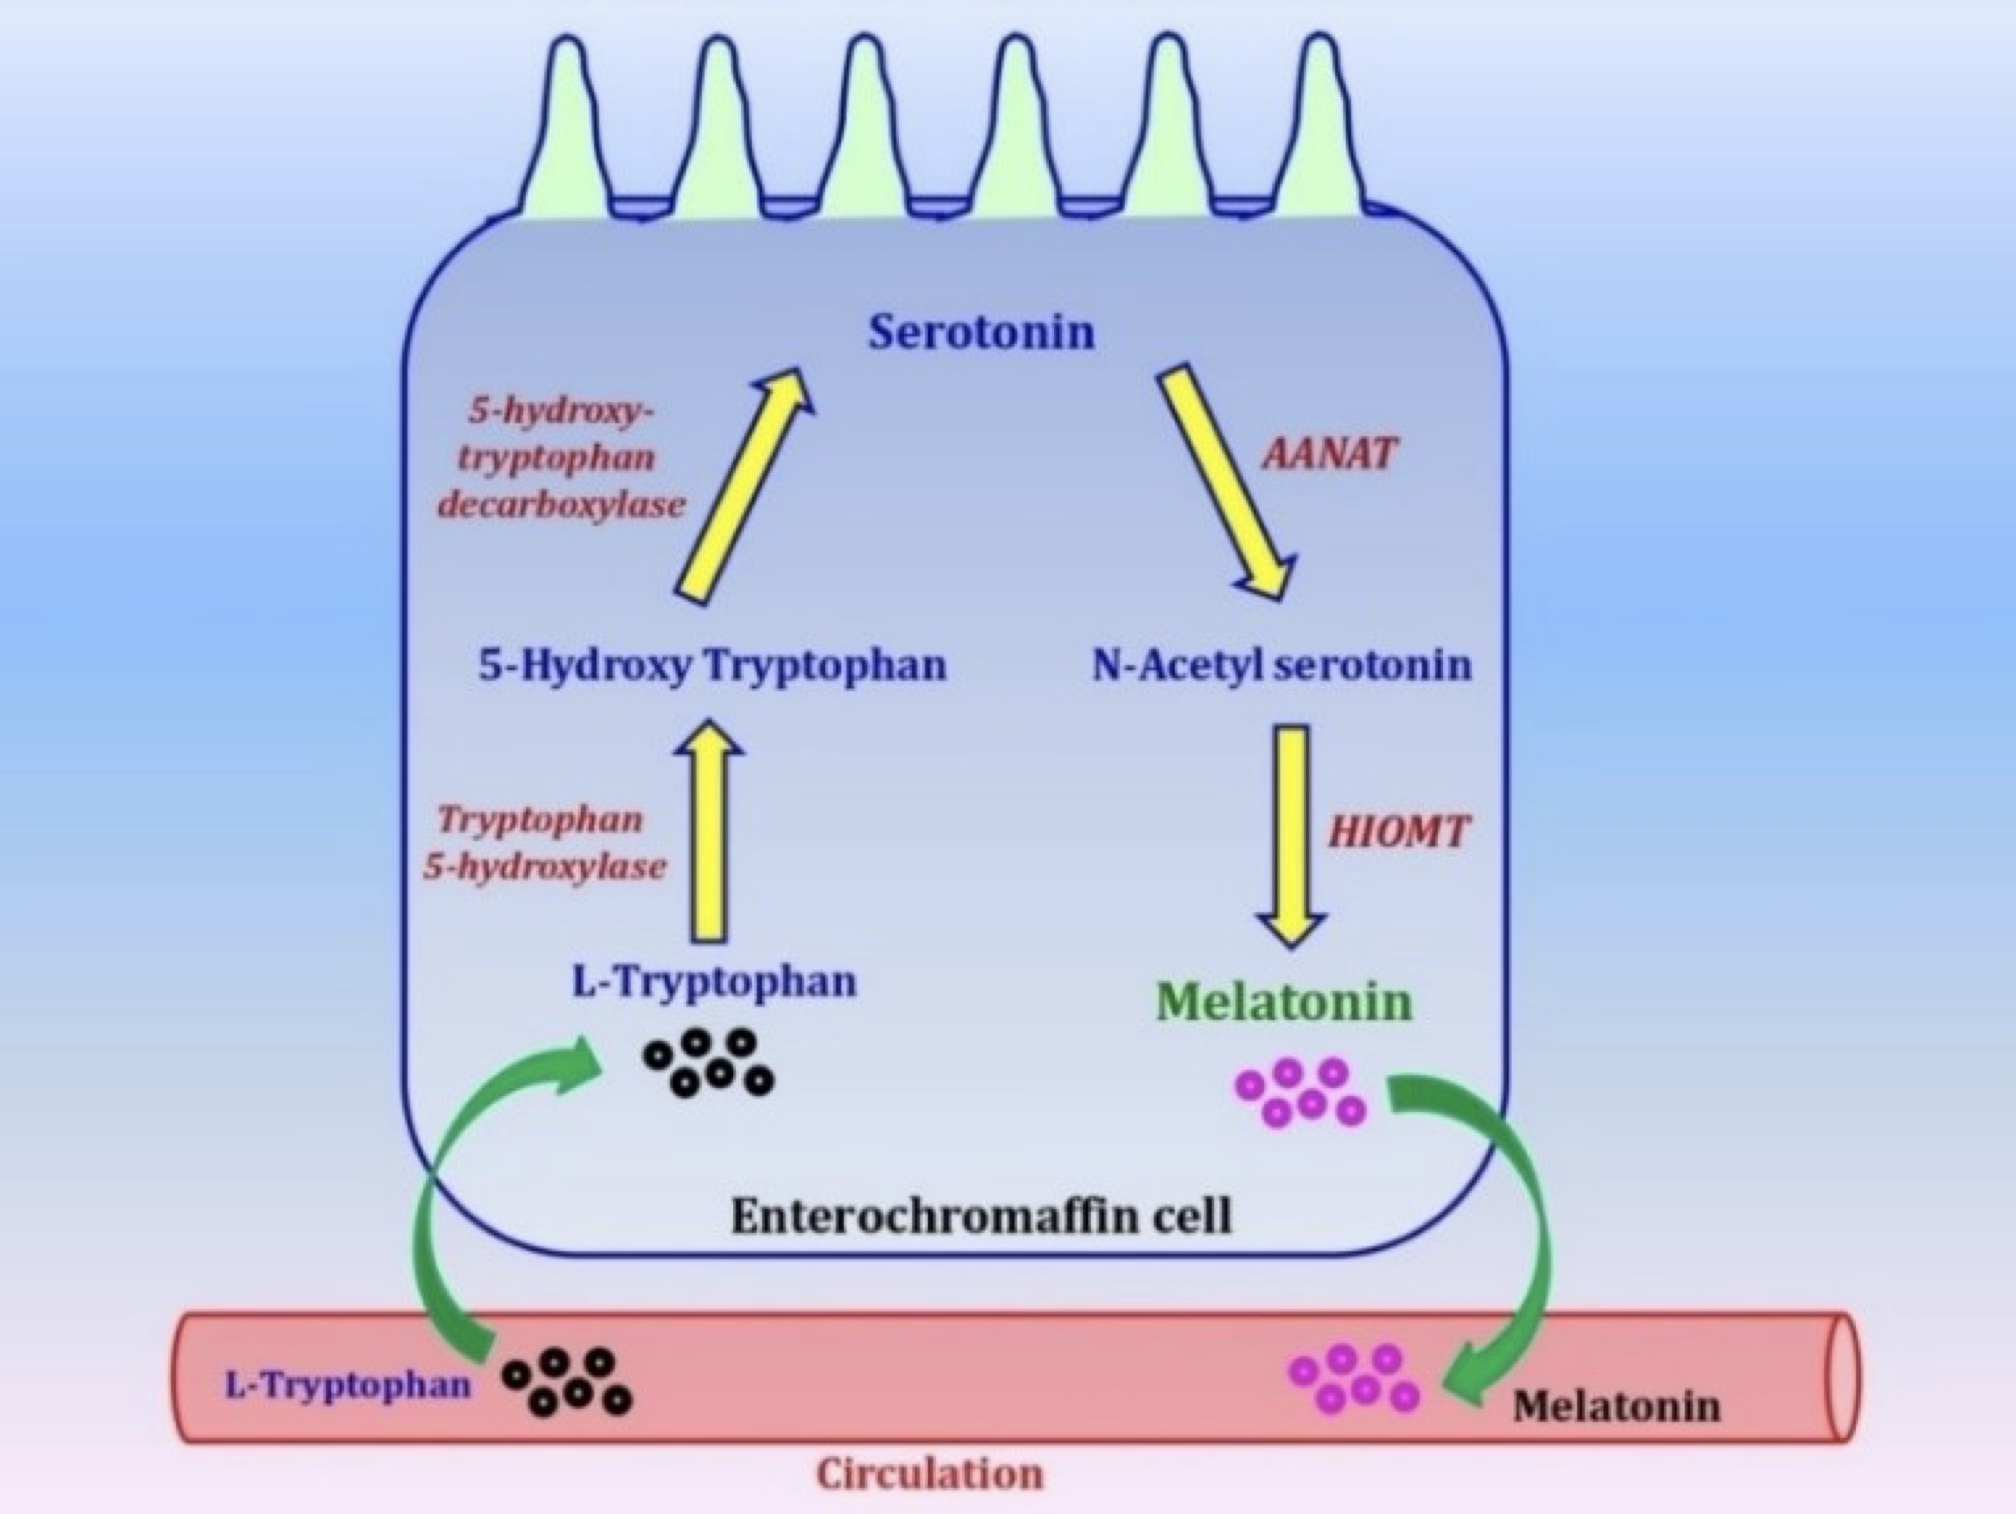 Serotonin
5-hydroxy-
tryptophan
decarboxylase
AANAT
5-Hydroxy Tryptophan
N-Acetyl serotonin
Tryptophan
5-hydroxylase
HIOMT
L-Tryptophan
Melatonin
Enterochromaffin cell
L-Tryptophan
Melatonin
Circulation